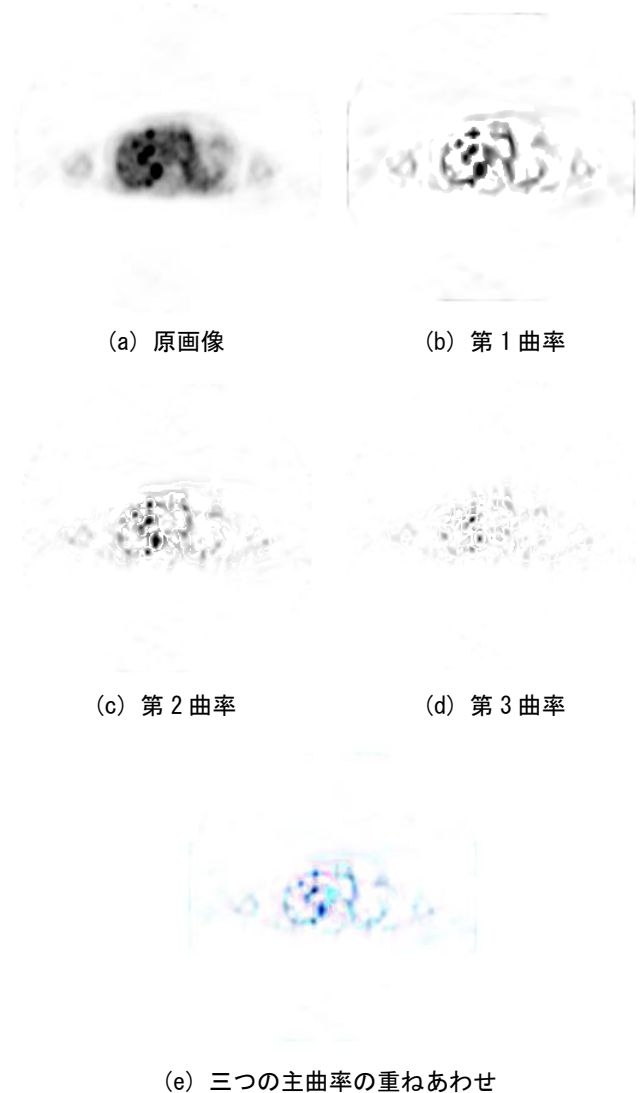 (a) 原画像
(b) 第1曲率
(c) 第2曲率
(d) 第3曲率
(e) 三つの主曲率の重ねあわせ